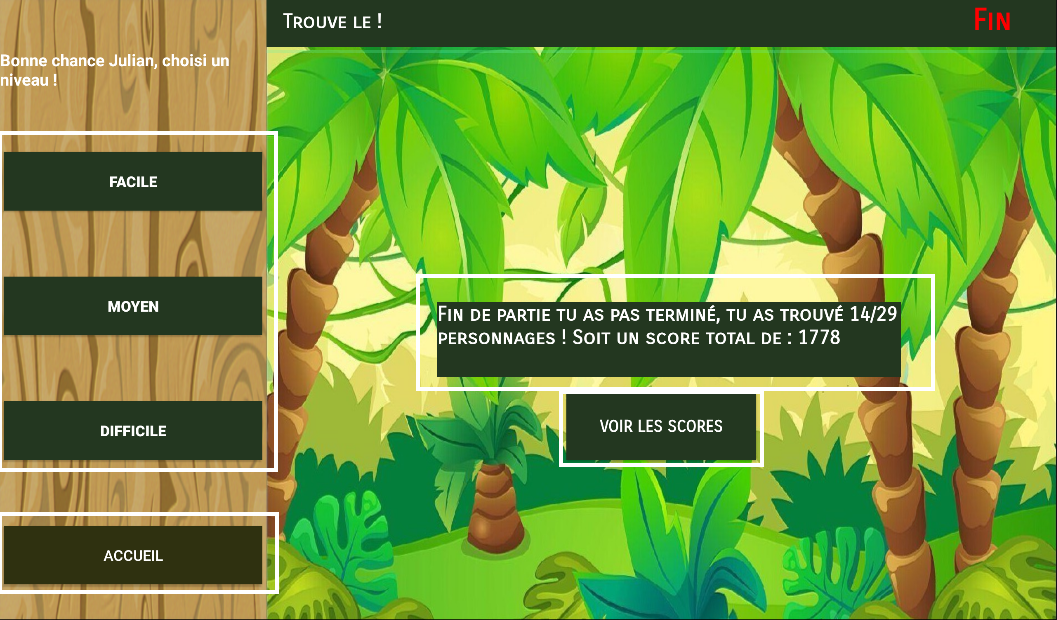 Trouve le !
Fin
Bonne chance Julian, choisi un
niveau !
FACILE
MOYEN
DIFFICILE
ACCUEIL
Fin de partie tu as pas terminé, tu as trouvé 14/29
personnages ! Soit un score total de : 1778
VOIR LES SCORES